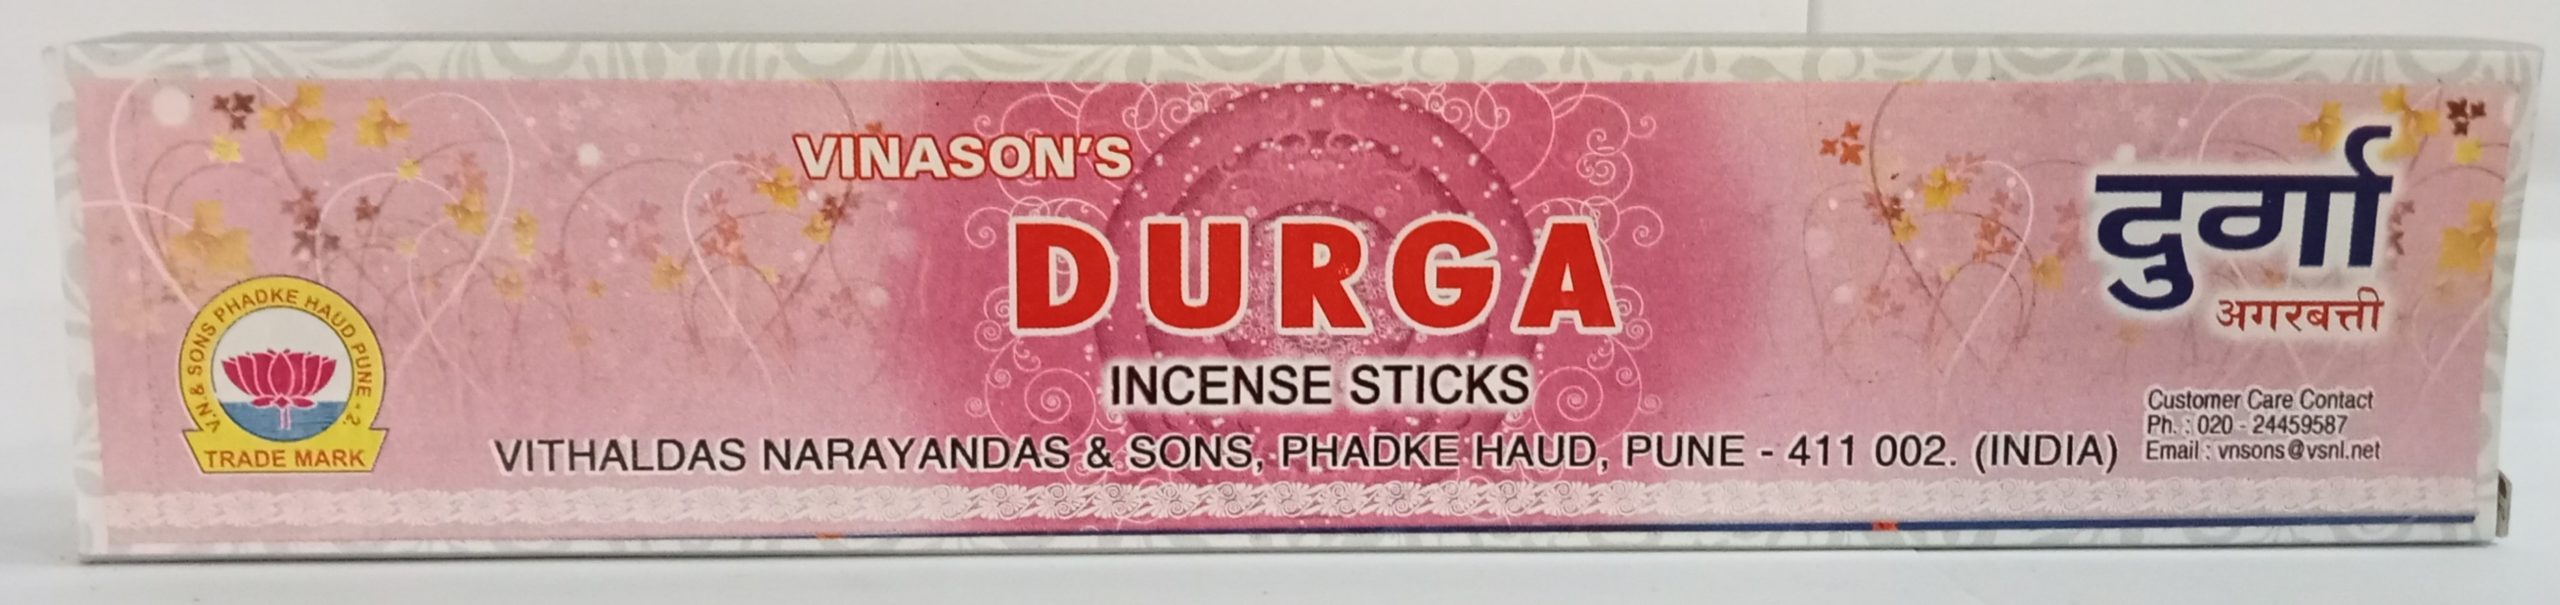 VINASON'S
DURGA
INCENSE STICKS
VITHALDAS NARAYANDAS & SONS, PHADKE HAUD, PUNE - 411 002. (INDIA)
V.N. & SONS PHADKE HAUD PUNE - 2.
TRADE MARK
दुर्गा
अगरबत्ती
Customer Care Contact
Ph. : 020 - 24459587
Email : vnsons@vsnl.net